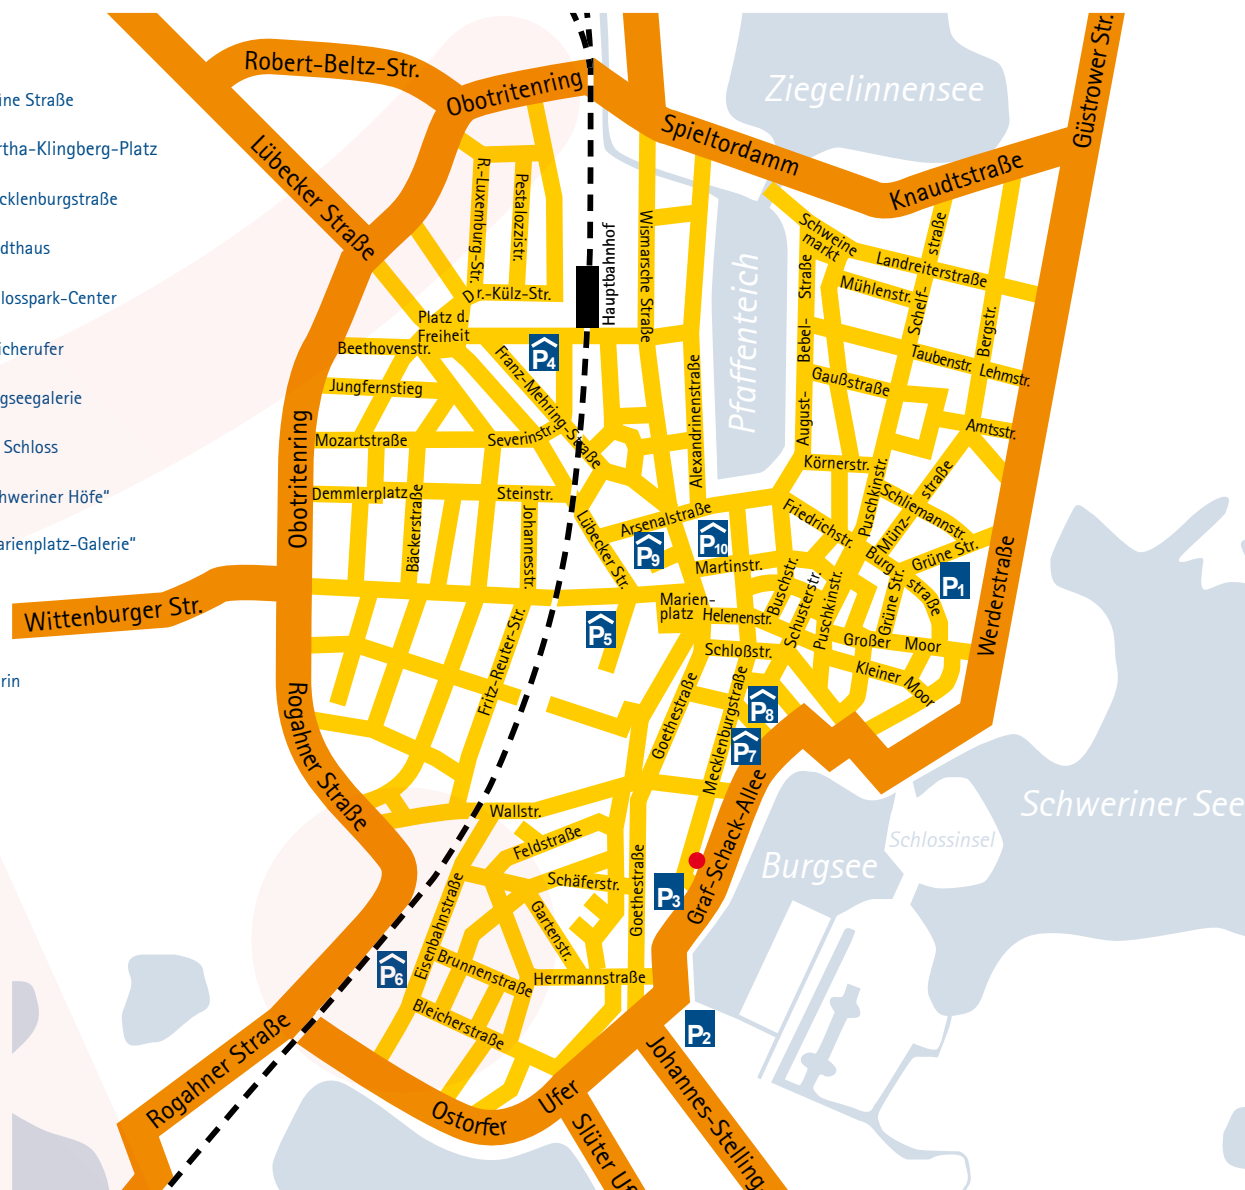 Robert-Beltz-Str.
Obotritenring
Ziegelinnensee
Güstrower Str.
Spieltordamm
Knaudtstraße
Lübecker Straße
R.-Luxemburg-Str.
Pestalozzistr.
Hauptbahnhof
Wismarsche Straße
Pfaffenteich
Schweine
markt
Landreiterstraße
Mühlenstr.
Schelf-
straße
Bergstr.
Dr.-Külz-Str.
Platz d.
Freiheit
Beethovenstr.
Jungfernstieg
Franz-Mehring-Straße
P4
Alexandrinenstraße
August-
Bebel-
Straße
Taubenstr.
Lehmstr.
Gaußstraße
Amtsstr.
Obotritenring
Mozartstraße
Severinstr.
Körnerstr.
Puschkinstr.
Demmlerplatz
Bäckerstraße
Steinstr.
Johannesstr.
Lübecker Str.
Arsenalstraße
P9
P10
Martinstr.
Friedrichstr.
Schliemannstr.
Münz-
straße
Burg-
straße
Grüne Str.
Grüne Str.
P1
Werderstraße
Wittenburger Str.
Marien-
platz
Helenenstr.
Buschstr.
Schusterstr.
Puschkinstr.
Großer
Moor
P5
Schloßstr.
Kleiner Moor
Fritz-Reuter-Str.
Goethestraße
Mecklenburgstraße
P8
P7
Rogahner Straße
Graf-Schack-Allee
Schweriner See
Schlossinsel
Burgsee
Wallstr.
Feldstraße
Schäferstr.
Goethestraße
P3
Gartenstr.
Eisenbahnstraße
P6
Brunnenstraße
Herrmannstraße
Bleicherstraße
P2
Rogahner Straße
Ostorfer
Ufer
Johannes-Stelling
Slüter
ine Straße
rtha-Klingberg-Platz
cklenburgstraße
dthaus
losspark-Center
icherufer
gseegalerie
Schloss
hweriner Höfe“
arienplatz-Galerie“
rin